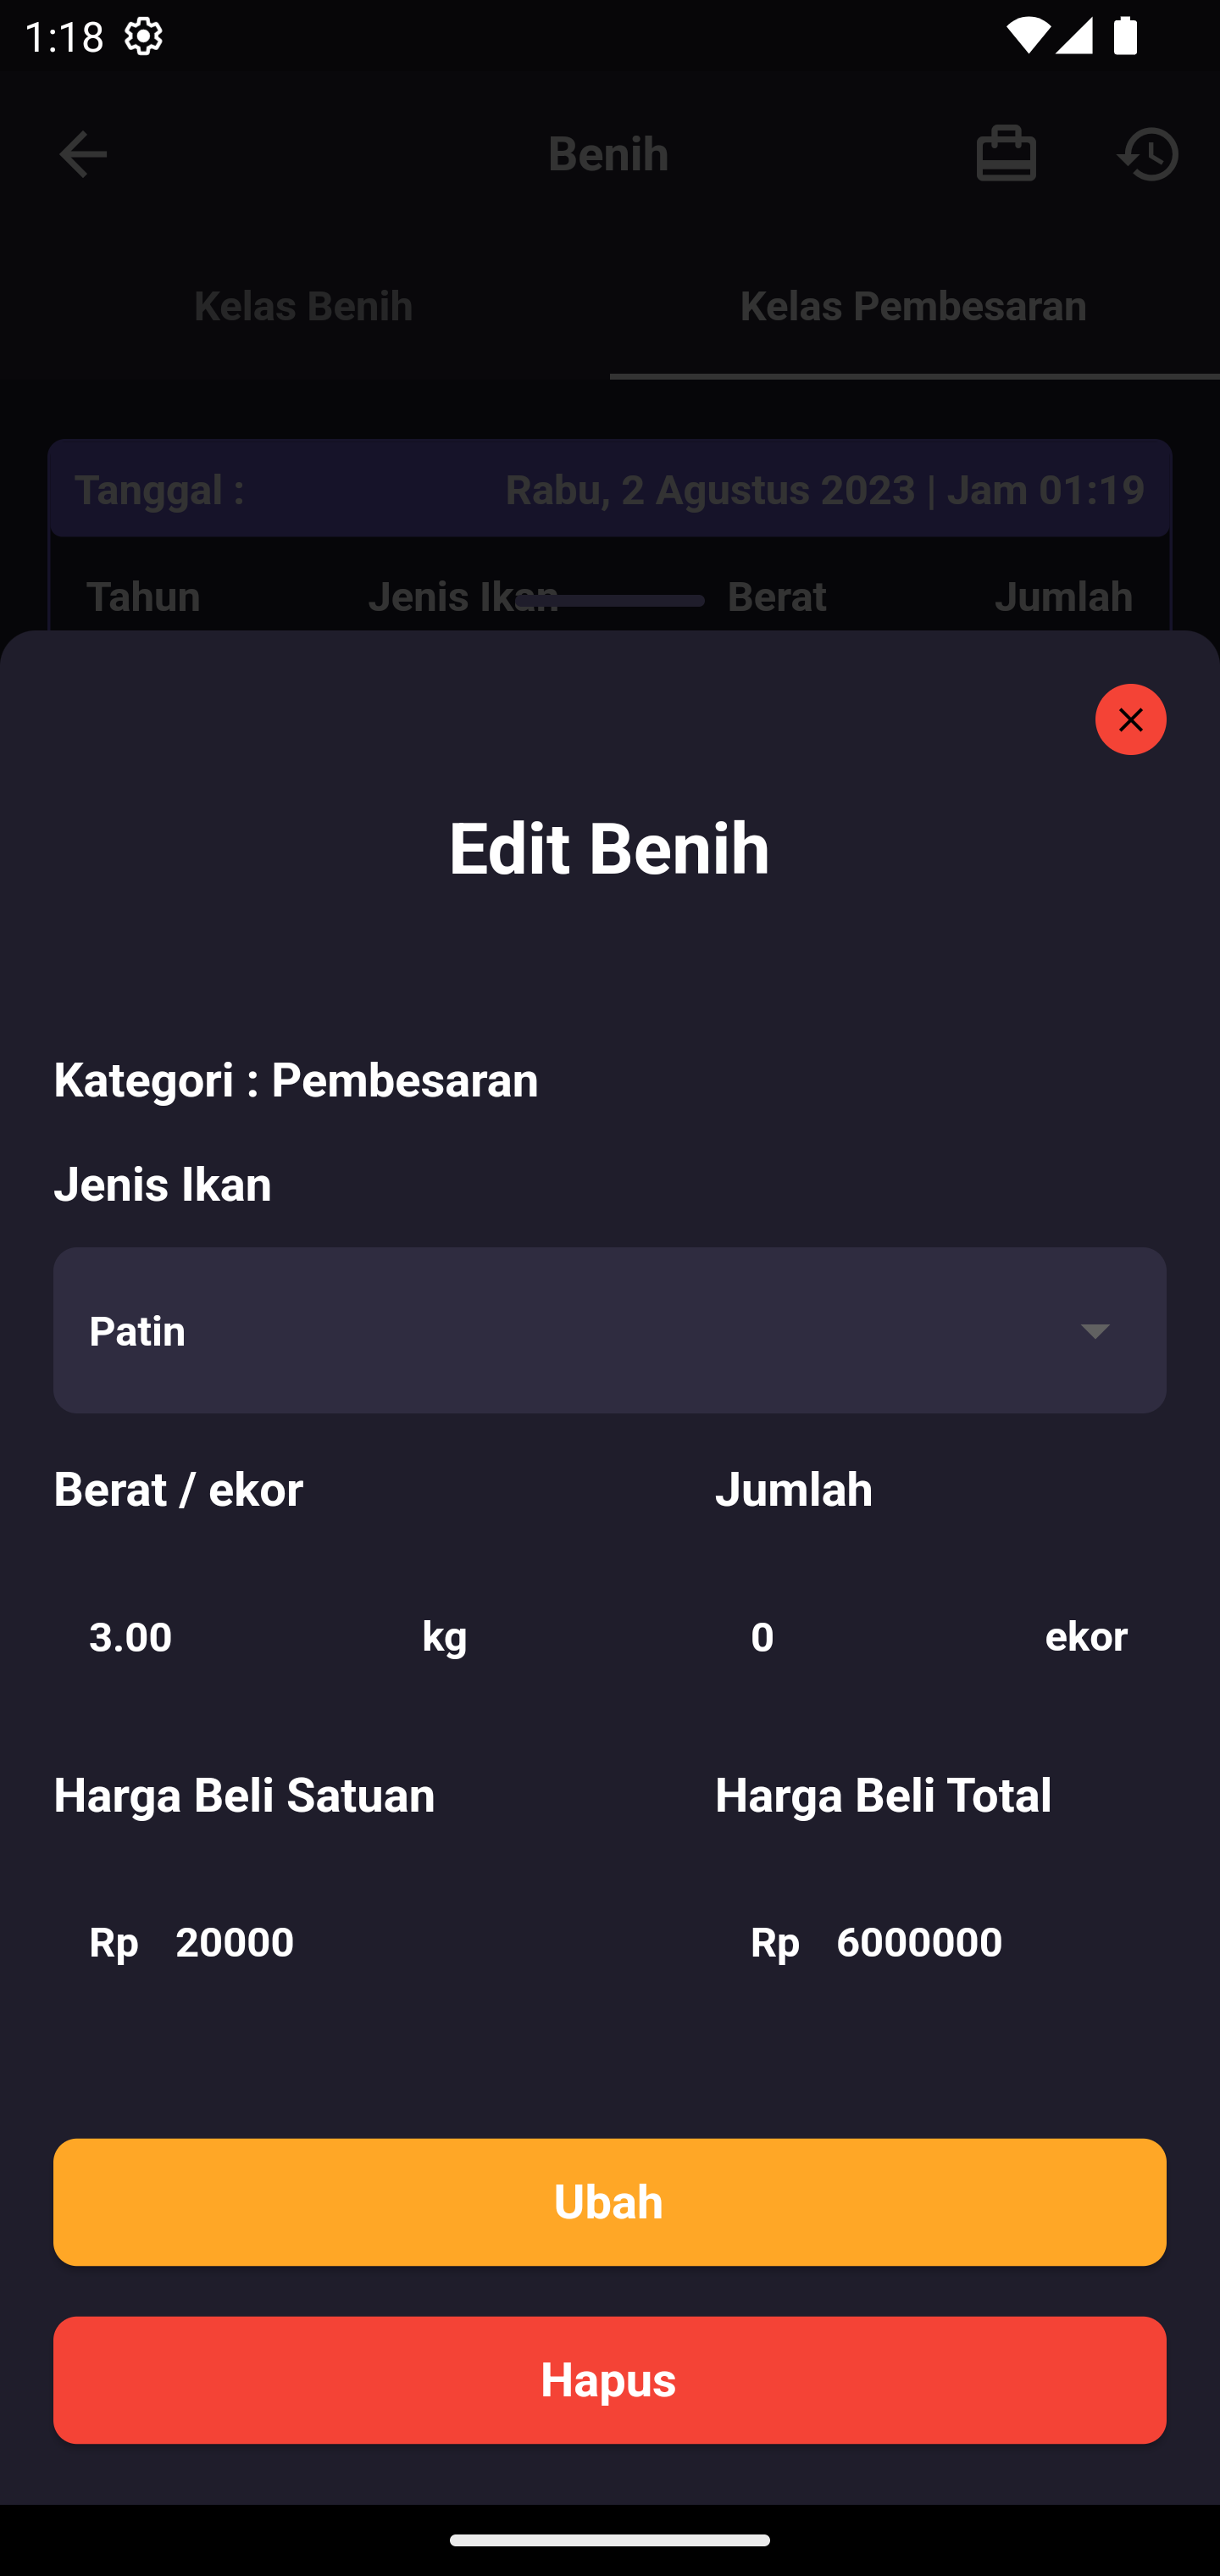 1:18
Benih
Kelas Benih Kelas Pembesaran
Tanggal : Rabu, 2 Agustus 2023 | Jam 01:19
Tahun Jenis Ikan Berat Jumlah
Edit Benih
Kategori : Pembesaran
Jenis Ikan
Patin
Berat / ekor Jumlah
3.00 kg 0 ekor
Harga Beli Satuan Harga Beli Total
Rp 20000 Rp 6000000
Ubah
Hapus